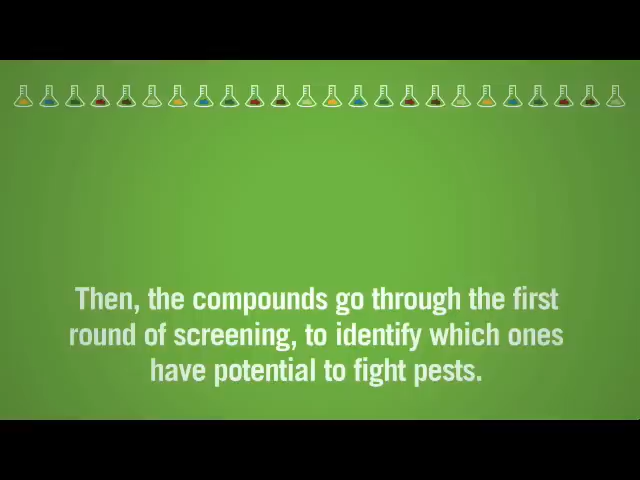 Then, the compounds go through the first
round of screening, to identify which ones
have potential to fight pests.